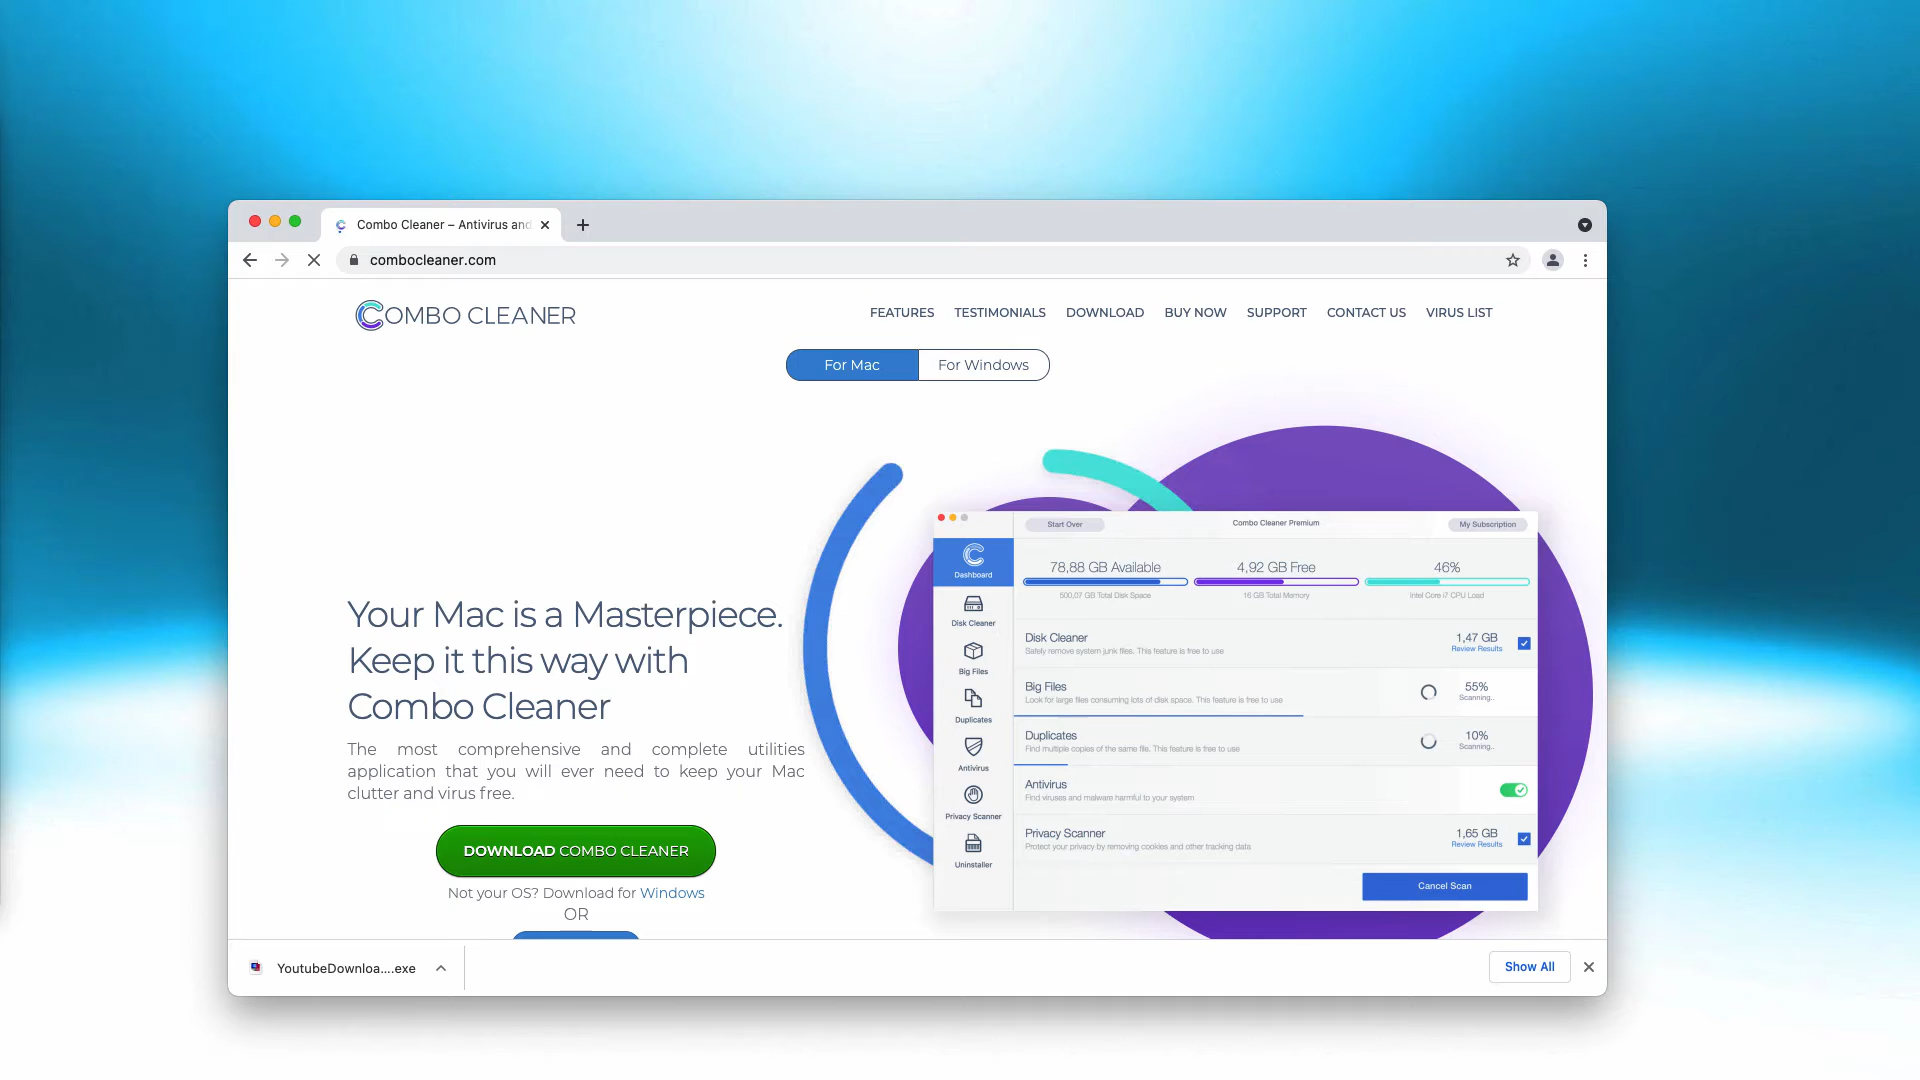 Combo Cleaner – Antivirus and
combocleaner.com
COMBO CLEANER
FEATURES TESTIMONIALS DOWNLOAD BUY NOW SUPPORT CONTACT US VIRUS LIST
For Mac For Windows
Your Mac is a Masterpiece.
Keep it this way with
Combo Cleaner
The most comprehensive and complete utilities
application that you will ever need to keep your Mac
clutter and virus free.
DOWNLOAD COMBO CLEANER
Not your OS? Download for Windows
OR
Start Over Combo Cleaner Premium My Subscription
Dashboard
Disk Cleaner
Big Files
Duplicates
Antivirus
Privacy Scanner
Uninstaller
78,88 GB Available 4,92 GB Free 46%
500,07 GB Total Disk Space 16 GB Total Memory Intel Core i7 CPU Load
Disk Cleaner 1,47 GB
Safely remove system junk files. This feature is free to use Review Results
Big Files 55%
Look for large files consuming lots of disk space. This feature is free to use Scanning..
Duplicates 10%
Find multiple copies of the same file. This feature is free to use Scanning..
Antivirus
Find viruses and malware harmful to your system
Privacy Scanner 1,65 GB
Protect your privacy by removing cookies and other tracking data Review Results
Cancel Scan
YoutubeDownloa....exe Show All